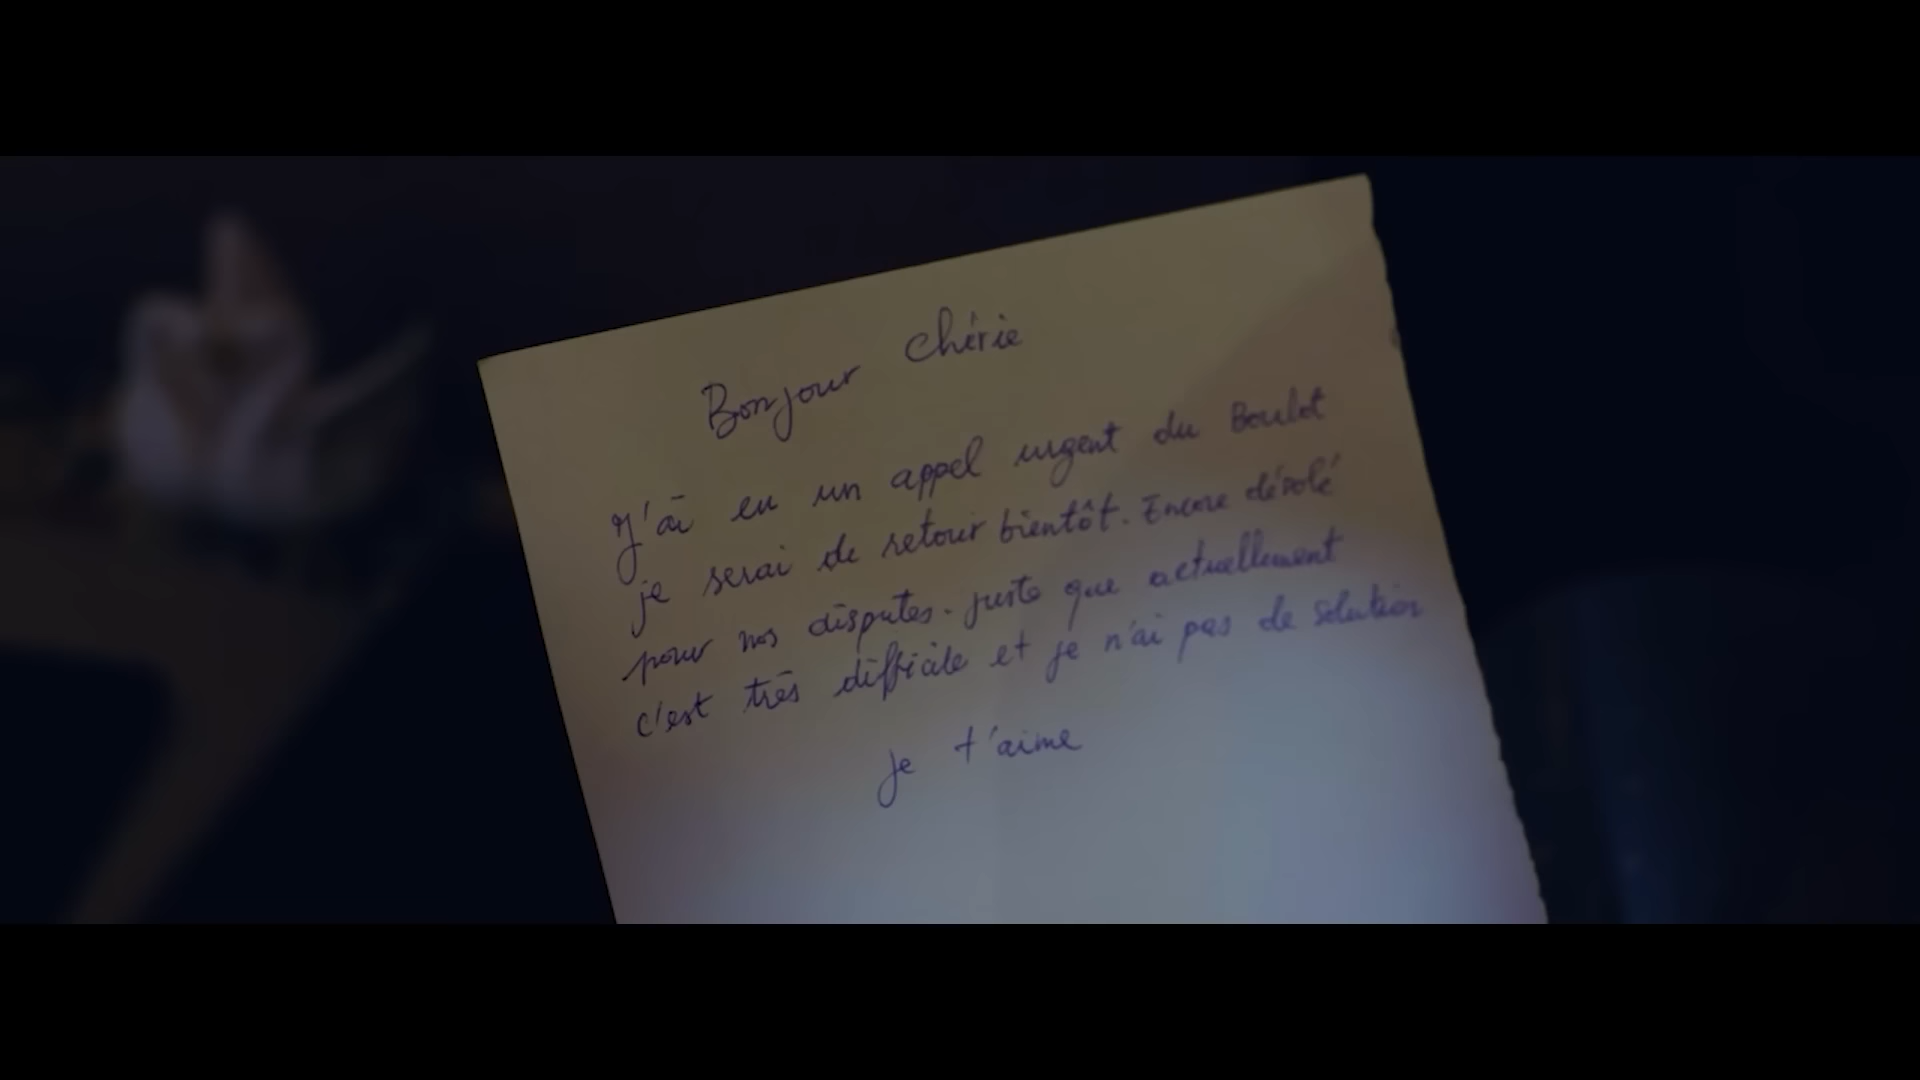 Bonjour chérie
J'ai eu un appel urgent du Boulot
je serai de retour bientôt. Encore désolé
pour nos disputes. juste que actuellement
c'est très difficile et je n'ai pas de solution
je t'aime